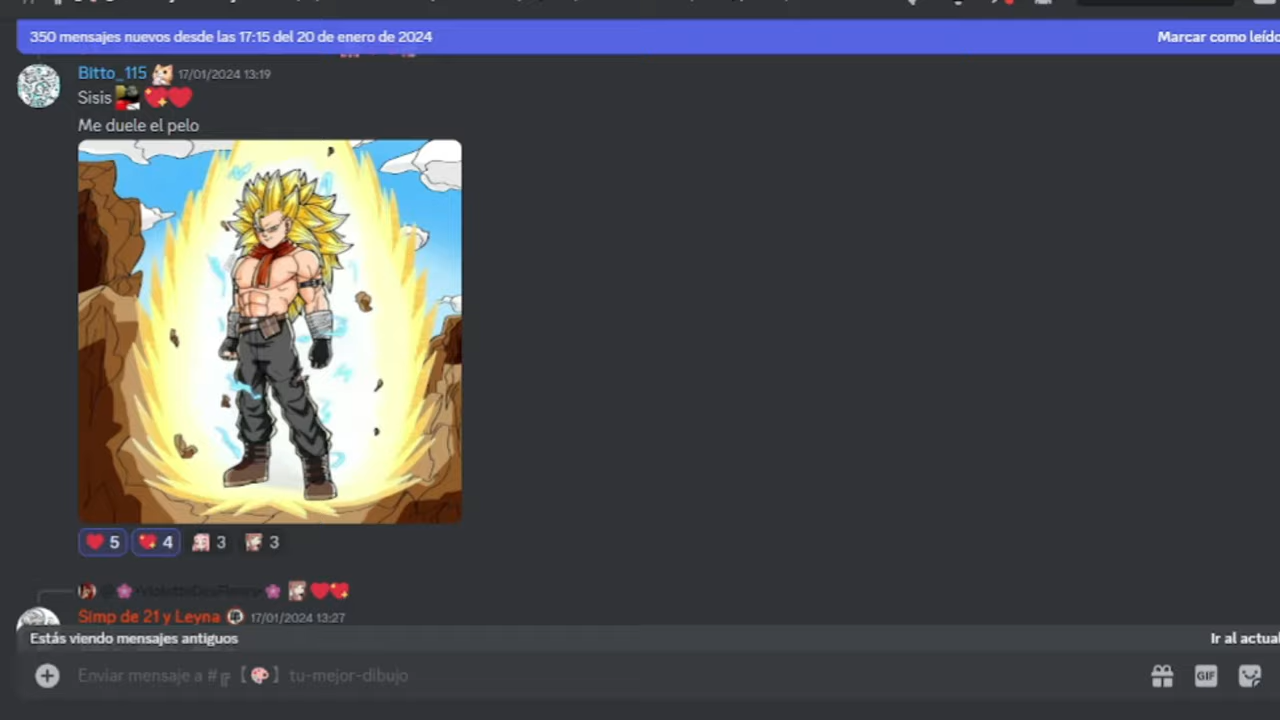 350 mensajes nuevos desde las 17:15 del 20 de enero de 2024
Marcar como leído
Bitto_115 17/01/2024 13:19
Sisis
Me duele el pelo
5 4 3 3
Simp de 21 y Leyna 17/01/2024 13:27
Estás viendo mensajes antiguos
Ir al actual
Enviar mensaje a # 【 】 tu-mejor-dibujo
GIF